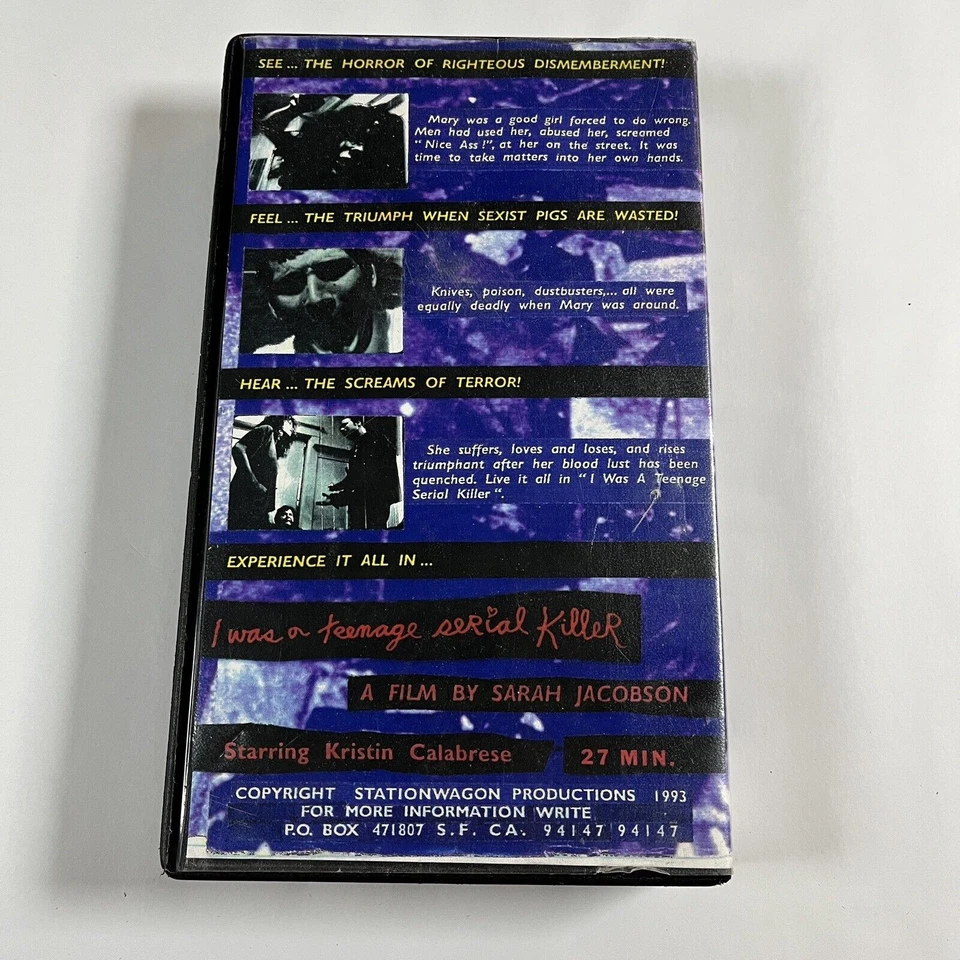 SEE... THE HORROR OF RIGHTEOUS DISMEMBERMENT!
Mary was a good girl forced to do wrong.
Men had used her, abused her, screamed
"Nice Ass!", at her on the street. It was
time to take matters into her own hands.
FEEL... THE TRIUMPH WHEN SEXIST PIGS ARE WASTED!
Knives, poison, dustbusters,... all were
equally deadly when Mary was around.
HEAR... THE SCREAMS OF TERROR!
She suffers, loves and loses, and rises
triumphant after her blood lust has been
quenched. Live it all in "I Was A Teenage
Serial Killer".
EXPERIENCE IT ALL IN...
I was a teenage serial Killer
A FILM BY SARAH JACOBSON
Starring Kristin Calabrese 27 MIN.
COPYRIGHT STATIONWAGON PRODUCTIONS 1993
FOR MORE INFORMATION WRITE
P.O. BOX 471807 S.F. CA. 94147 94147